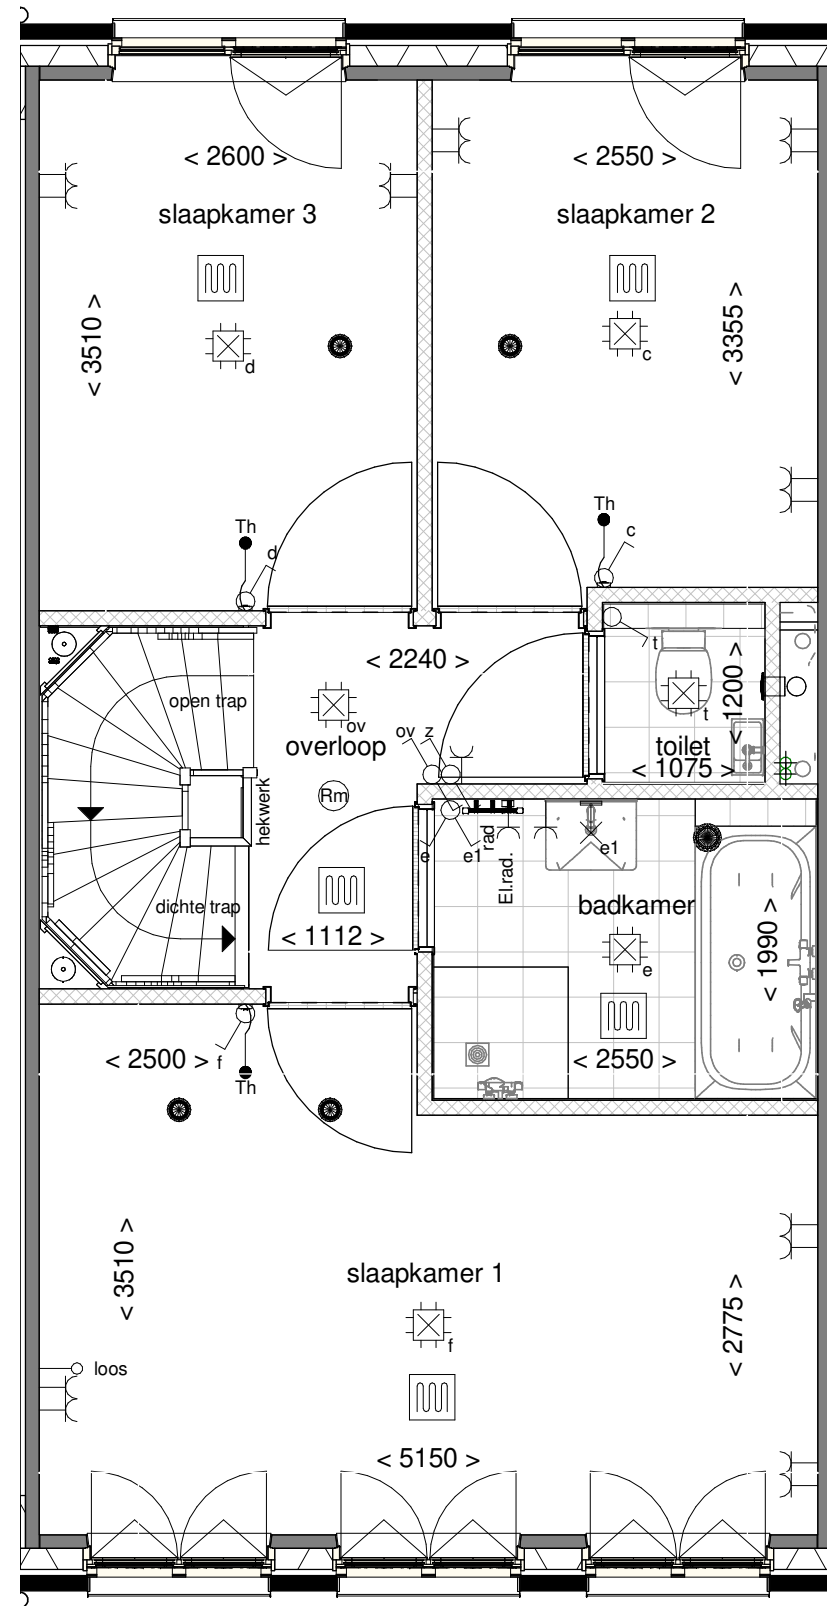 < 2600 >
< 2550 >
slaapkamer 3
slaapkamer 2
< 3510 >
< 3355 >
d
c
Th
Th
d
c
< 2240 >
t
< 1200 >
open trap
t
ov
overloop
ov z
toilet
< 1075 >
hekwerk
Rm
e
e1
rad
El.rad.
e1
dichte trap
badkamer
< 1112 >
< 1990 >
e
< 2500 >
f
Th
< 2550 >
< 3510 >
slaapkamer 1
< 2775 >
f
loos
< 5150 >